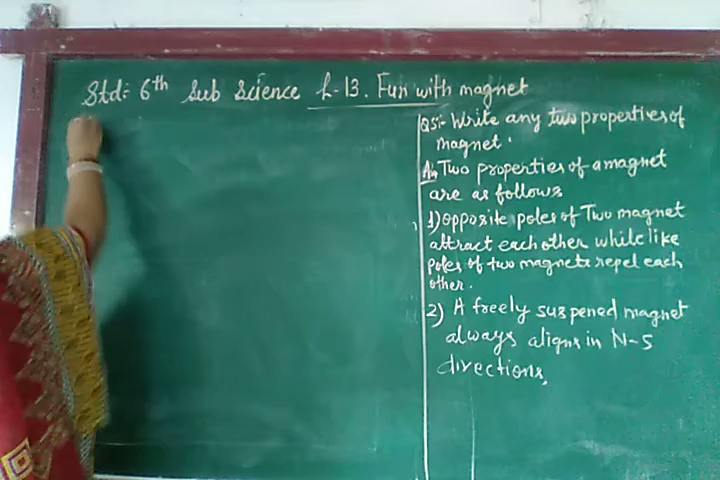 Std: 6th Sub Science L-13. Fun with magnet
Q5:- Write any two properties of
magnet.
Ans Two properties of a magnet
are as follows
1) opposite poles of Two magnet
attract each other while like
poles of two magnets repel each
other.
2) A freely suspened magnet
always aligns in N-S
directions,